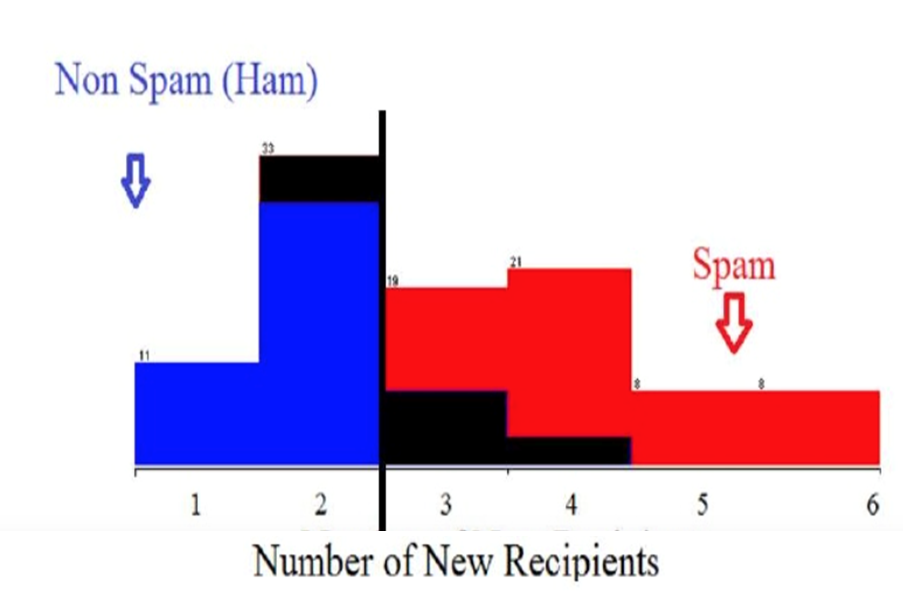 Non Spam (Ham)
33
Spam
21
19
11
8 8
1 2 3 4 5 6
Number of New Recipients